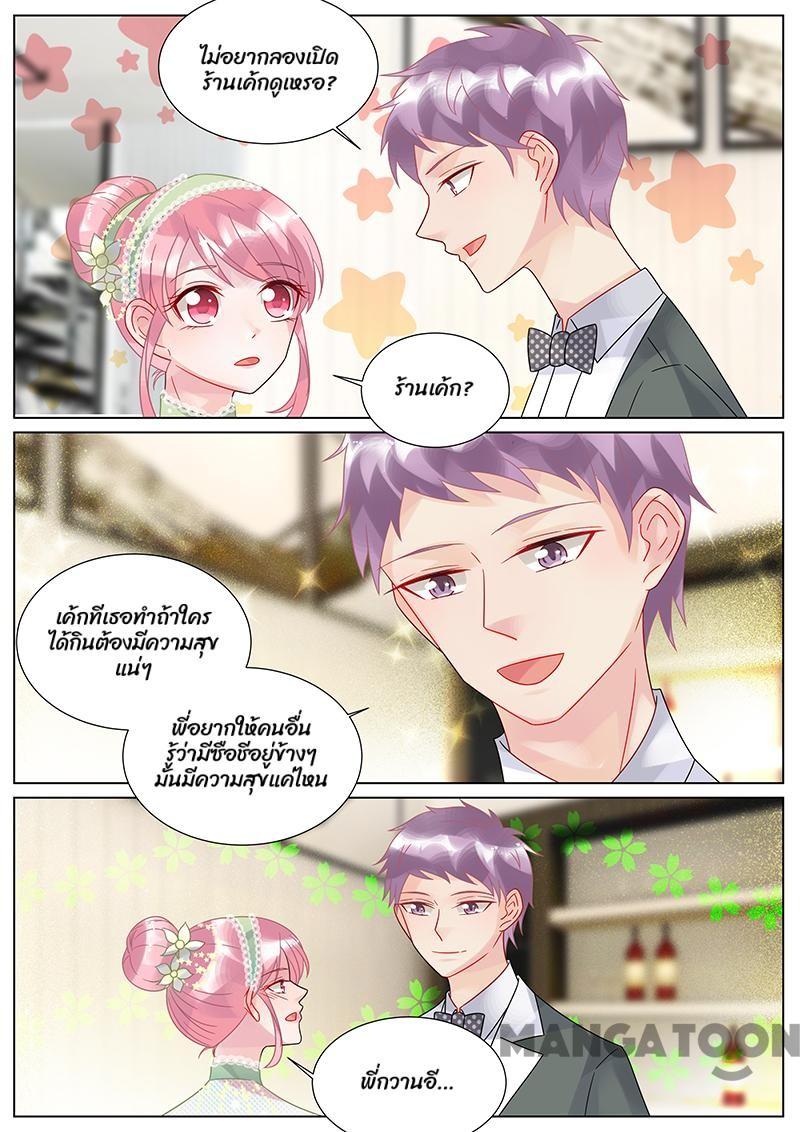 ไม่อยากลองเปิด
ร้านเค้กดูเหรอ?
ร้านเค้ก?
เค้กที่เธอทำถ้าใคร
ได้กินต้องมีความสุข
แน่ๆ
พี่อยากให้คนอื่น
รู้ว่ามีซือชีอยู่ข้างๆ
มันมีความสุขแค่ไหน
MANGATOON
พี่กวานอี...